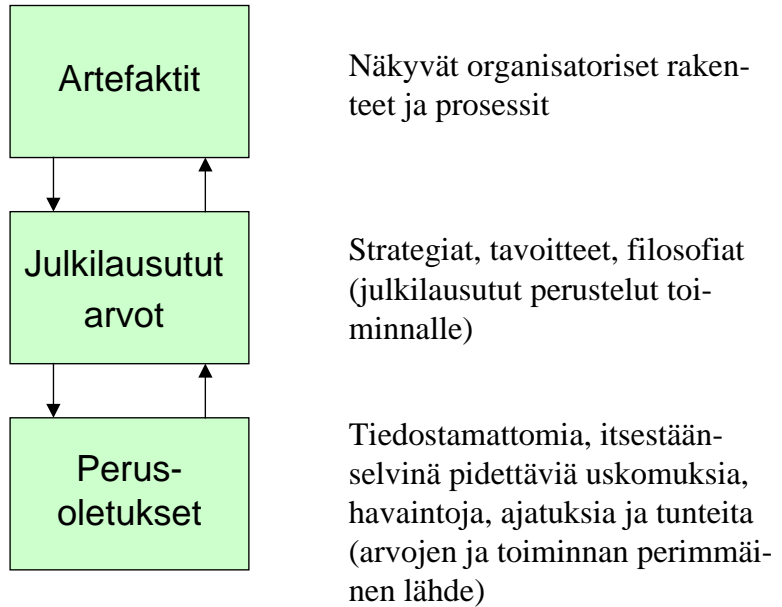 Artefaktit
Näkyvät organisatoriset raken-
teet ja prosessit
Julkilausutut
arvot
Strategiat, tavoitteet, filosofiat
(julkilausutut perustelut toi-
minnalle)
Perus-
oletukset
Tiedostamattomia, itsestään-
selvinä pidettäviä uskomuksia,
havaintoja, ajatuksia ja tunteita
(arvojen ja toiminnan perimmäi-
nen lähde)